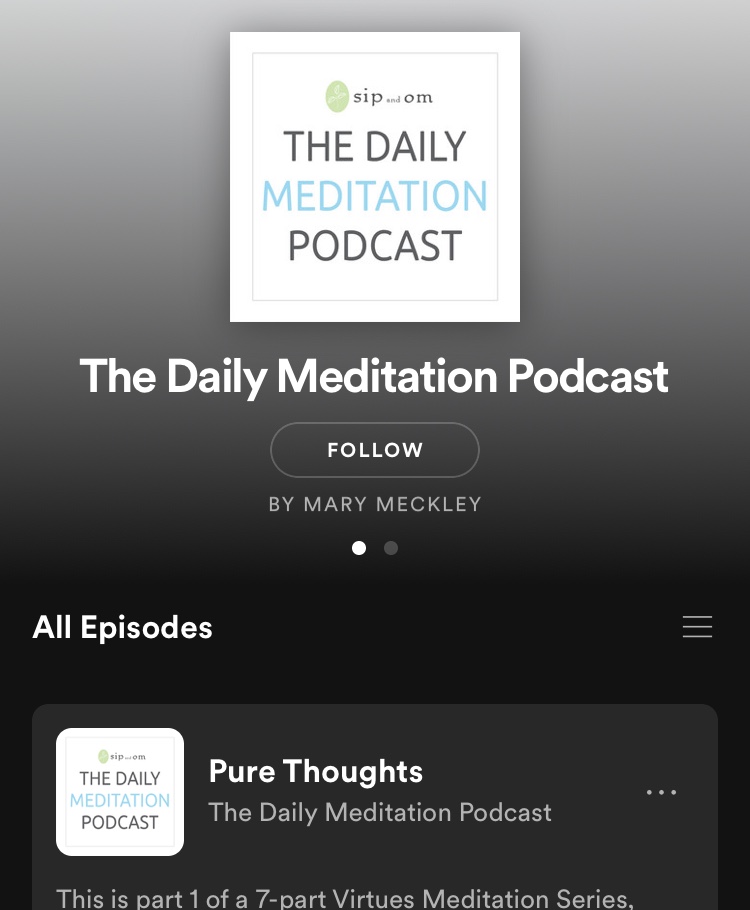 sip and om
THE DAILY
MEDITATION
PODCAST
The Daily Meditation Podcast
FOLLOW
BY MARY MECKLEY
All Episodes
sip and om
THE DAILY
MEDITATION
PODCAST
Pure Thoughts
The Daily Meditation Podcast
This is part 1 of a 7-part Virtues Meditation Series,